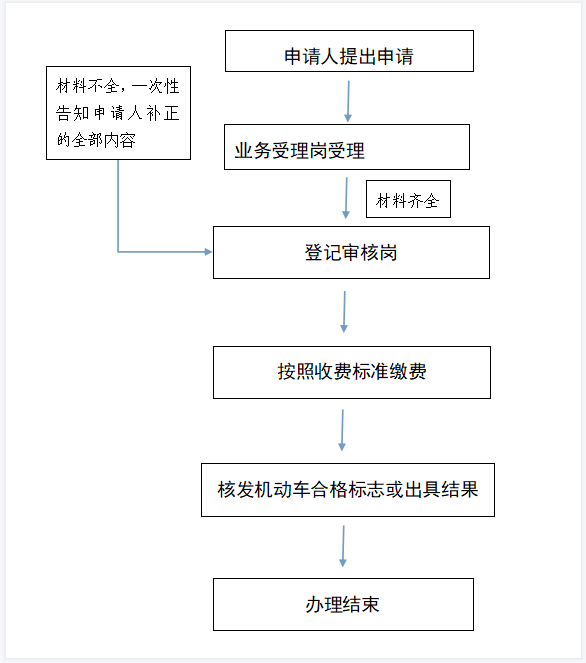 申请人提出申请
材料不全，一次性
告知申请人补正
的全部内容
业务受理岗受理
材料齐全
登记审核岗
按照收费标准缴费
核发机动车合格标志或出具结果
办理结束